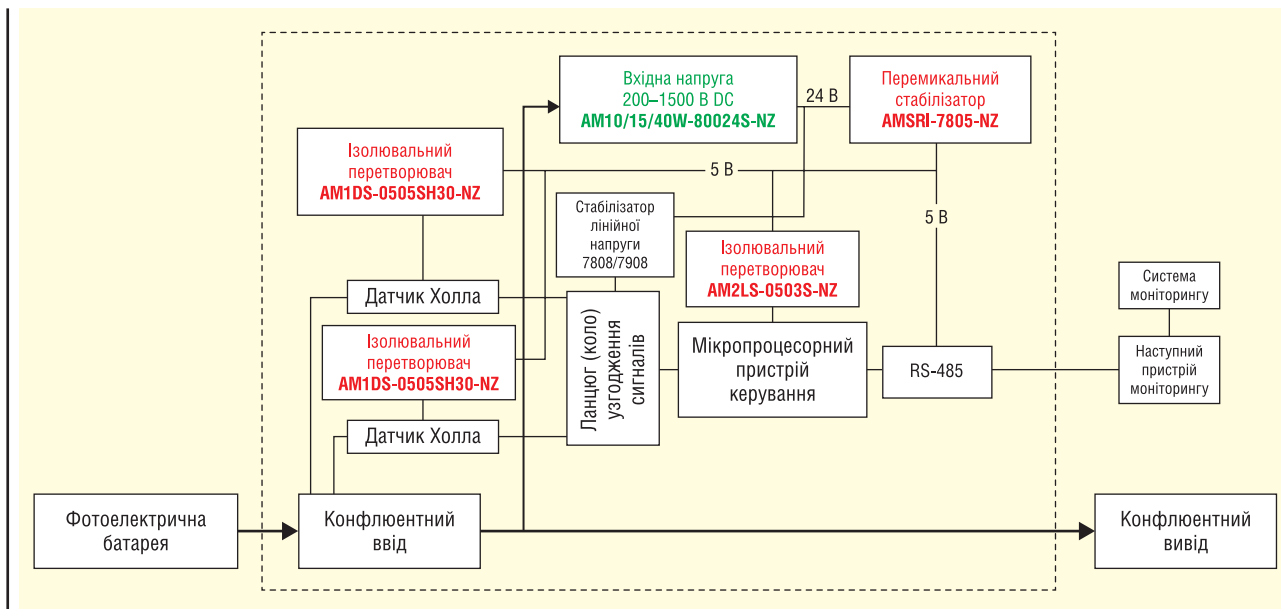 Вхідна напруга
200–1500 В DC
AM10/15/40W-80024S-NZ
24 В
Перемикальний
стабілізатор
AMSRI-7805-NZ
Ізолювальний
перетворювач
AM1DS-0505SH30-NZ
5 В
Стабілізатор
лінійної
напруги
7808/7908
5 В
Ізолювальний
перетворювач
AM2LS-0503S-NZ
Датчик Холла
Система
моніторингу
Ізолювальний
перетворювач
AM1DS-0505SH30-NZ
Ланцюг (коло)
узгодження
сигналів
Мікропроцесорний
пристрій
керування
RS-485
Наступний
пристрій
моніторингу
Датчик Холла
Фотоелектрична
батарея
Конфлюентний
ввід
Конфлюентний
вивід